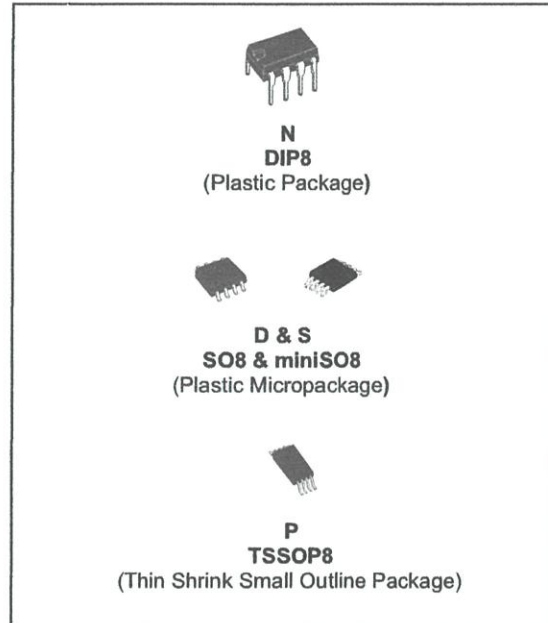 N
DIP8
(Plastic Package)
D & S
SO8 & miniSO8
(Plastic Micropackage)
P
TSSOP8
(Thin Shrink Small Outline Package)